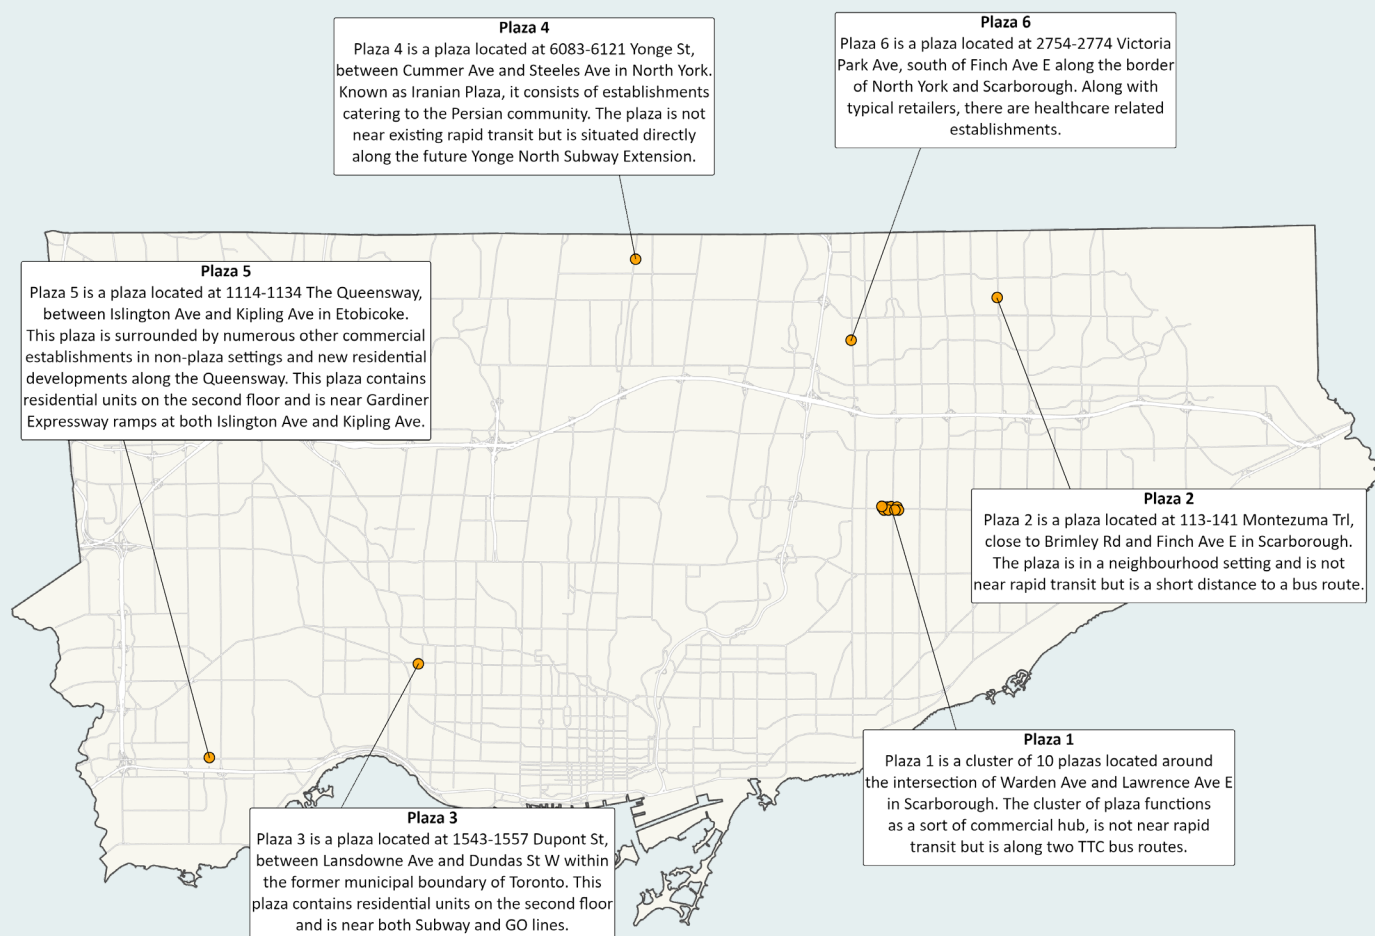 Plaza 4
Plaza 4 is a plaza located at 6083-6121 Yonge St,
between Cummer Ave and Steeles Ave in North York.
Known as Iranian Plaza, it consists of establishments
catering to the Persian community. The plaza is not
near existing rapid transit but is situated directly
along the future Yonge North Subway Extension.
Plaza 6
Plaza 6 is a plaza located at 2754-2774 Victoria
Park Ave, south of Finch Ave E along the border
of North York and Scarborough. Along with
typical retailers, there are healthcare related
establishments.
Plaza 5
Plaza 5 is a plaza located at 1114-1134 The Queensway,
between Islington Ave and Kipling Ave in Etobicoke.
This plaza is surrounded by numerous other commercial
establishments in non-plaza settings and new residential
developments along the Queensway. This plaza contains
residential units on the second floor and is near Gardiner
Expressway ramps at both Islington Ave and Kipling Ave.
Plaza 2
Plaza 2 is a plaza located at 113-141 Montezuma Trl,
close to Brimley Rd and Finch Ave E in Scarborough.
The plaza is in a neighbourhood setting and is not
near rapid transit but is a short distance to a bus route.
Plaza 1
Plaza 1 is a cluster of 10 plazas located around
the intersection of Warden Ave and Lawrence Ave E
in Scarborough. The cluster of plaza functions
as a sort of commercial hub, is not near rapid
transit but is along two TTC bus routes.
Plaza 3
Plaza 3 is a plaza located at 1543-1557 Dupont St,
between Lansdowne Ave and Dundas St W within
the former municipal boundary of Toronto. This
plaza contains residential units on the second floor
and is near both Subway and GO lines.